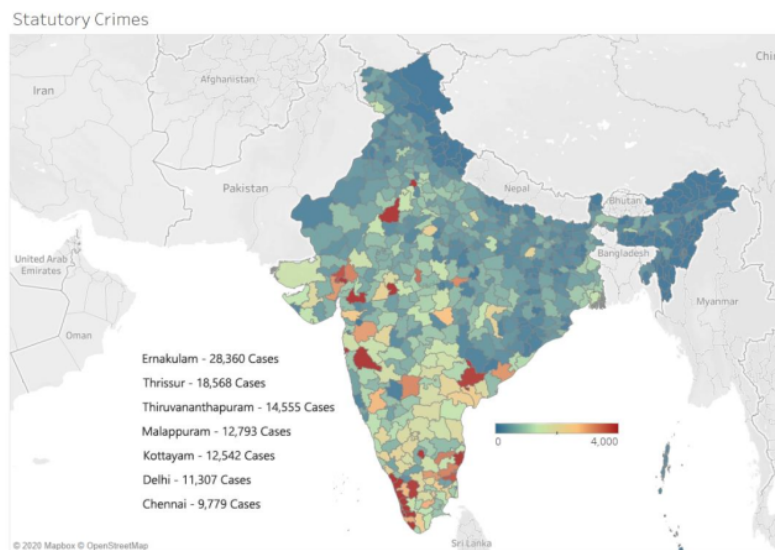 Statutory Crimes
Iran
Afghanistan
Chin
Pakistan
Nepal
Bhutan
United Arab
Emirates
Bangladesh
Oman
Myanmar
Ernakulam - 28,360 Cases
Thrissur - 18,568 Cases
Thiruvananthapuram - 14,555 Cases
Malappuram - 12,793 Cases
Kottayam - 12,542 Cases
Delhi - 11,307 Cases
Chennai - 9,779 Cases
0 4,000
Sri Lanka
© 2020 Mapbox © OpenStreetMap